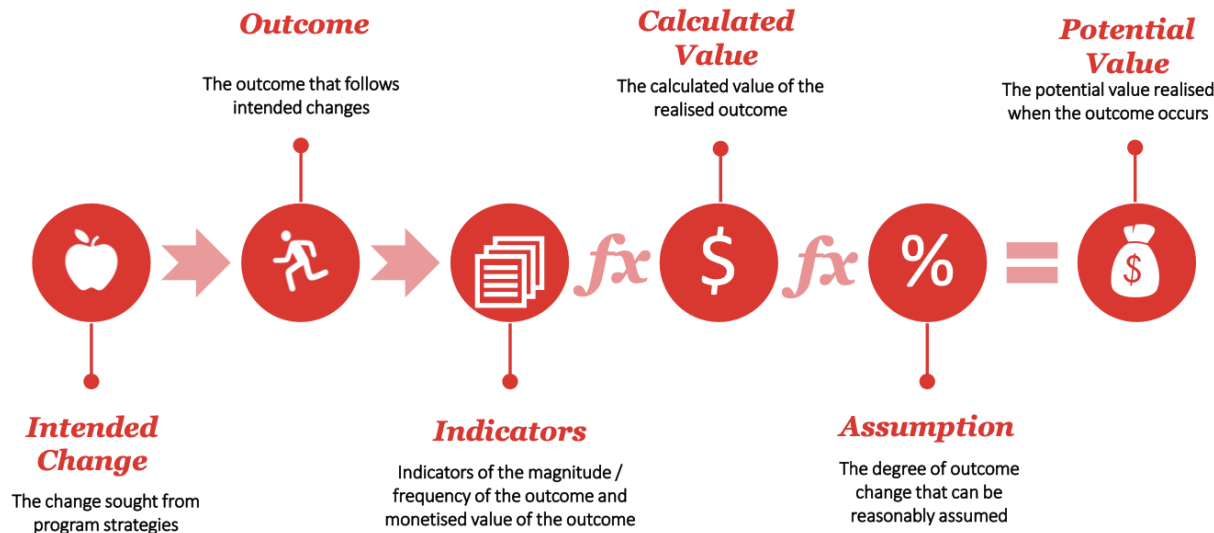 Outcome
The outcome that follows
intended changes
Calculated
Value
The calculated value of the
realised outcome
Potential
Value
The potential value realised
when the outcome occurs
fx
$
fx
%
=
$
Intended
Change
The change sought from
program strategies
Indicators
Indicators of the magnitude /
frequency of the outcome and
monetised value of the outcome
Assumption
The degree of outcome
change that can be
reasonably assumed